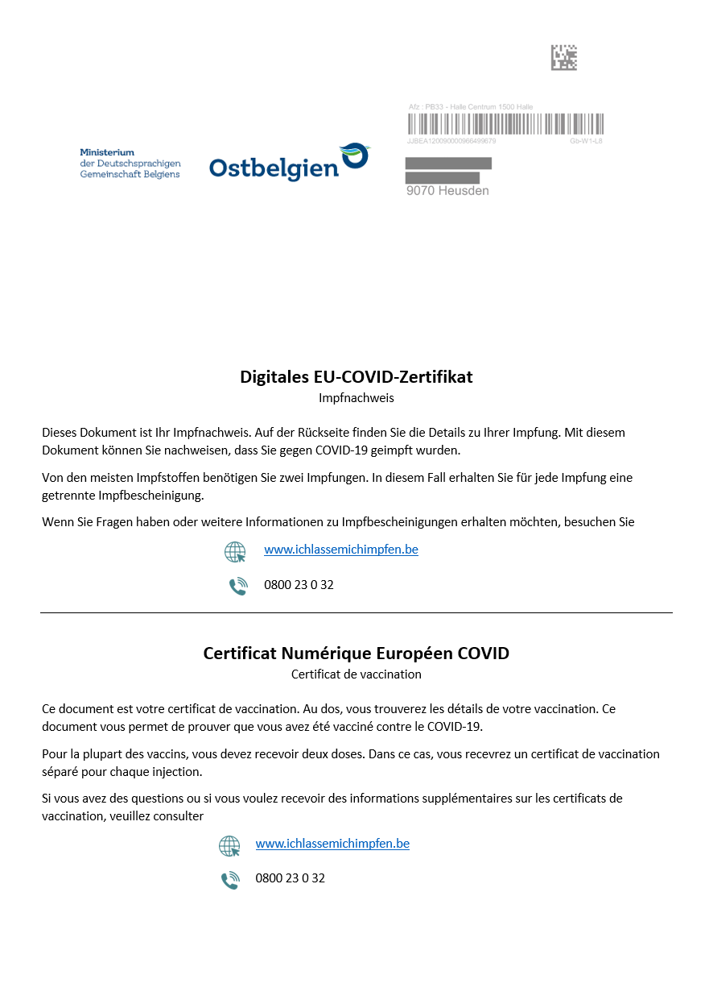 Afz : PB33 - Halle Centrum 1500 Halle
JJBEA120090000966499679 Gb-W1-L8
Ministerium
der Deutschsprachigen
Gemeinschaft Belgiens
Ostbelgien
9070 Heusden
Digitales EU-COVID-Zertifikat
Impfnachweis
Dieses Dokument ist Ihr Impfnachweis. Auf der Rückseite finden Sie die Details zu Ihrer Impfung. Mit diesem
Dokument können Sie nachweisen, dass Sie gegen COVID-19 geimpft wurden.
Von den meisten Impfstoffen benötigen Sie zwei Impfungen. In diesem Fall erhalten Sie für jede Impfung eine
getrennte Impfbescheinigung.
Wenn Sie Fragen haben oder weitere Informationen zu Impfbescheinigungen erhalten möchten, besuchen Sie
www.ichlassemichimpfen.be
0800 23 0 32
Certificat Numérique Européen COVID
Certificat de vaccination
Ce document est votre certificat de vaccination. Au dos, vous trouverez les détails de votre vaccination. Ce
document vous permet de prouver que vous avez été vacciné contre le COVID-19.
Pour la plupart des vaccins, vous devez recevoir deux doses. Dans ce cas, vous recevrez un certificat de vaccination
séparé pour chaque injection.
Si vous avez des questions ou si vous voulez recevoir des informations supplémentaires sur les certificats de
vaccination, veuillez consulter
www.ichlassemichimpfen.be
0800 23 0 32